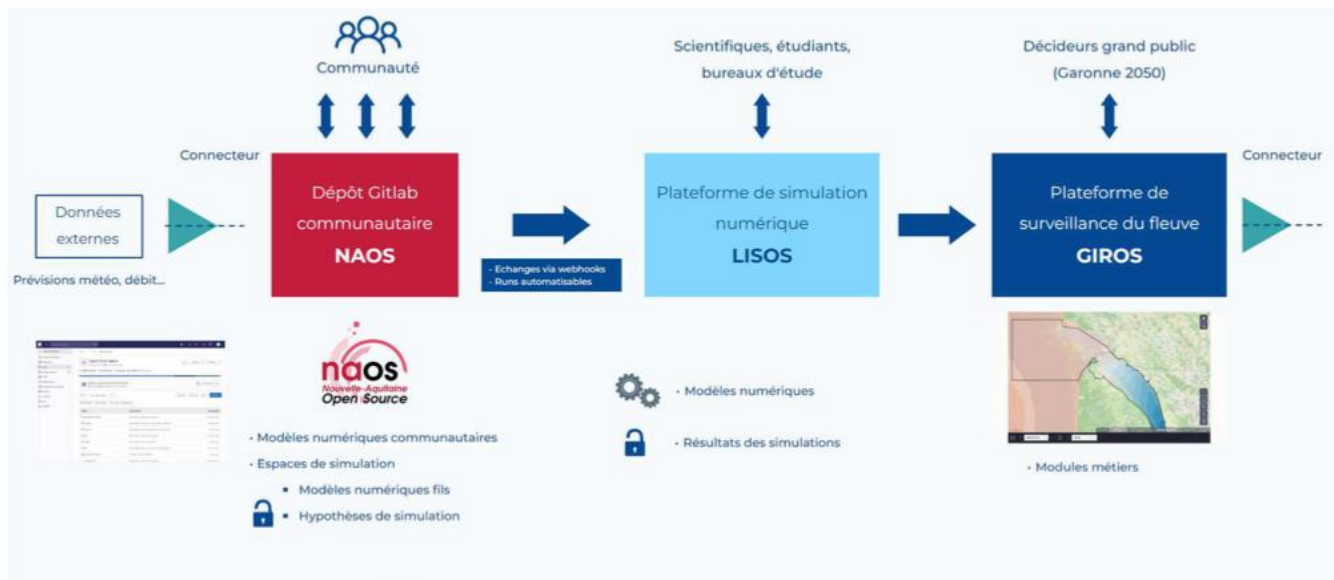 Communauté
Scientifiques, étudiants,
bureaux d'étude
Décideurs grand public
(Garonne 2050)
Connecteur
Connecteur
Données
externes
Prévisions météo, débit...
Dépôt Gitlab
communautaire
NAOS
- Echanges via webhooks
- Runs automatisables
Plateforme de simulation
numérique
LISOS
Plateforme de
surveillance du fleuve
GIROS
naos
Nouvelle-Aquitaine
Open Source
• Modèles numériques communautaires
• Espaces de simulation
▪ Modèles numériques fils
▪ Hypothèses de simulation
• Modèles numériques
• Résultats des simulations
• Modules métiers